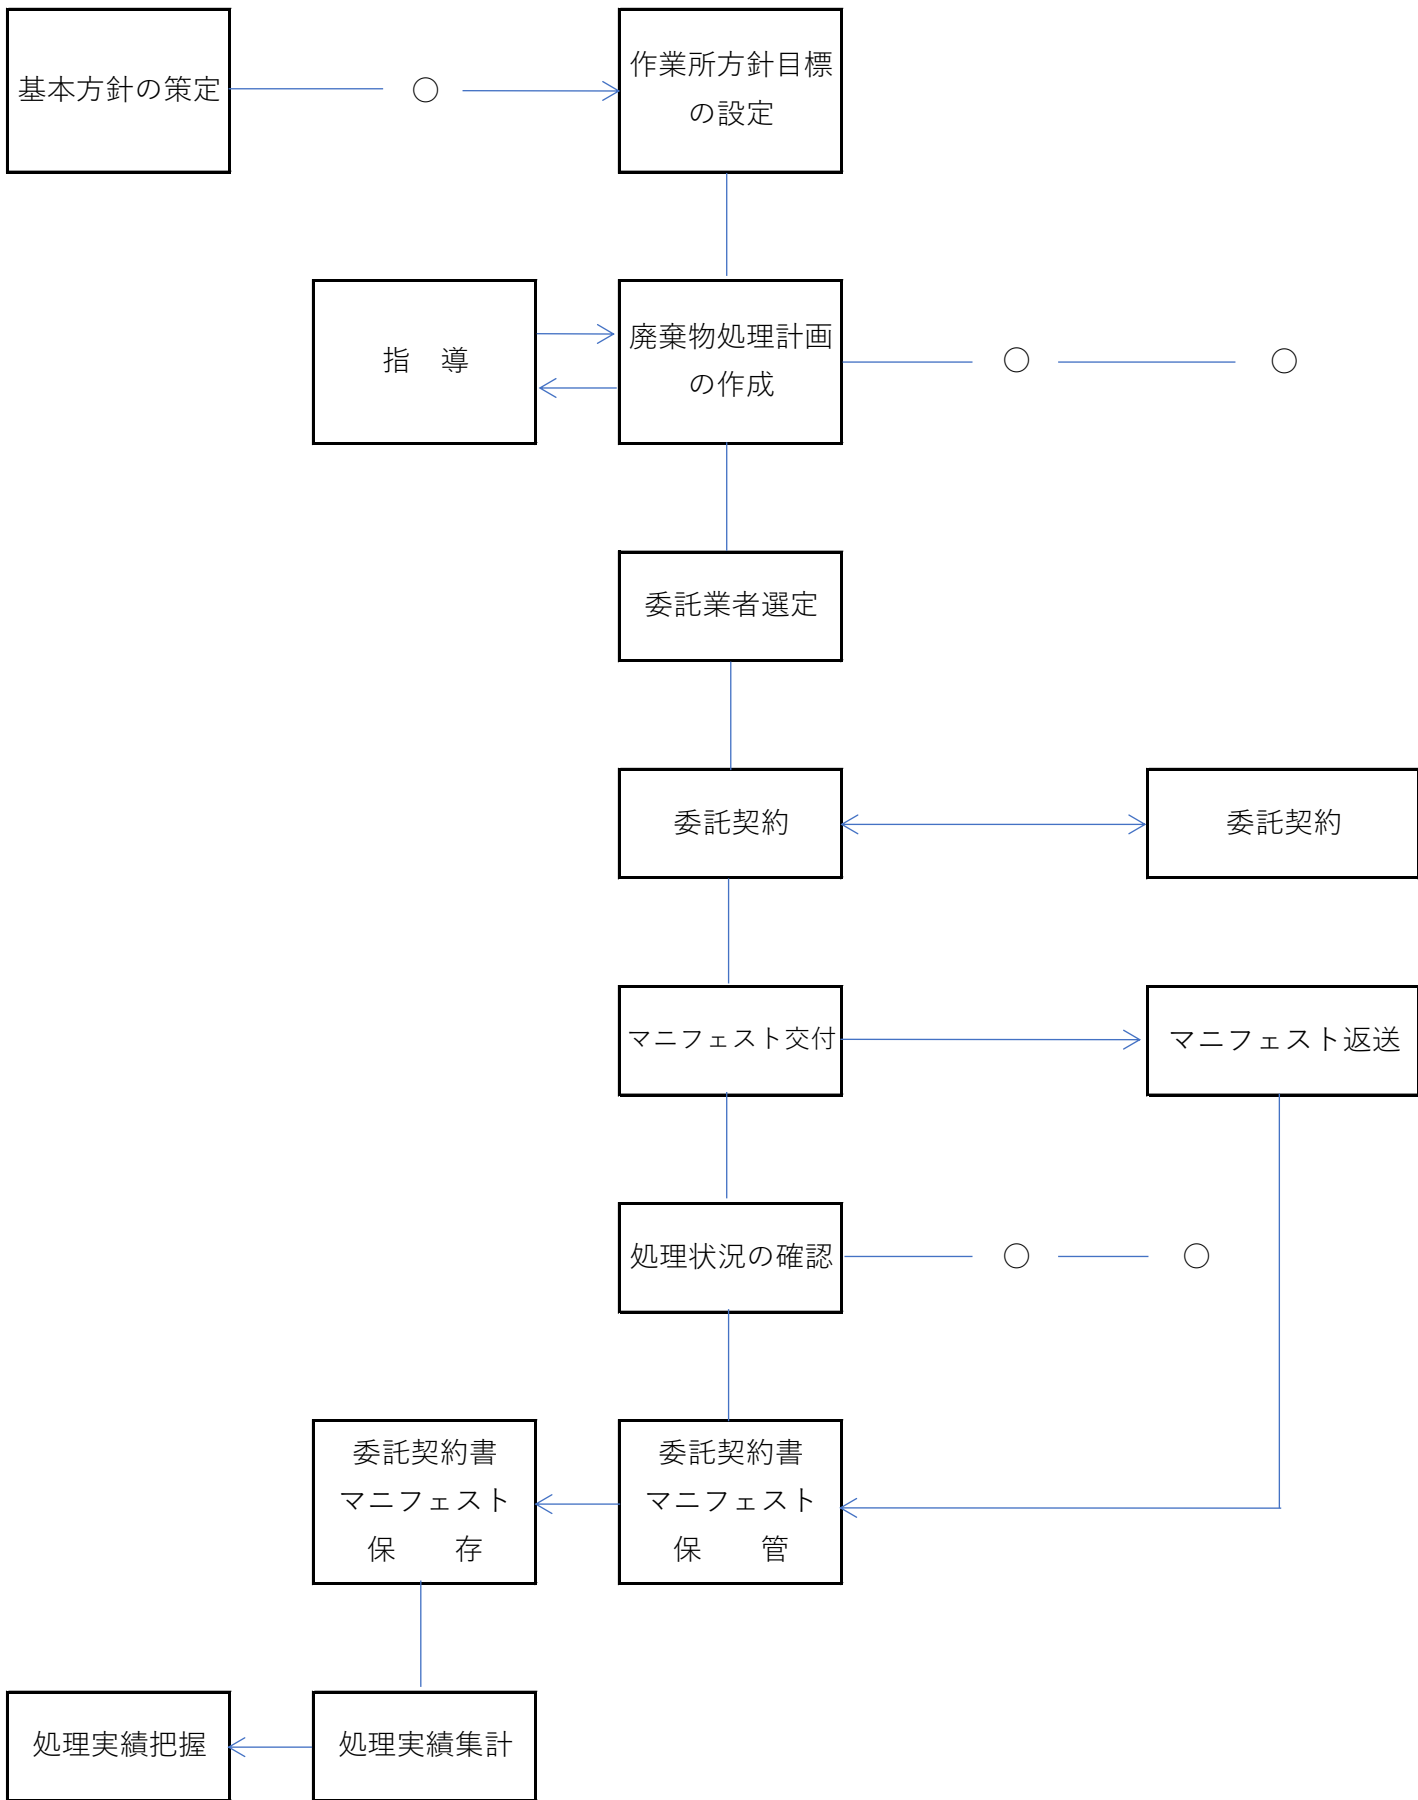 基本方針の策定
○
作業所方針目標
の設定
指　導
廃棄物処理計画
の作成
○
○
委託業者選定
委託契約
委託契約
マニフェスト交付
マニフェスト返送
処理状況の確認
○
○
委託契約書
マニフェスト
保　　存
委託契約書
マニフェスト
保　　管
処理実績把握
処理実績集計